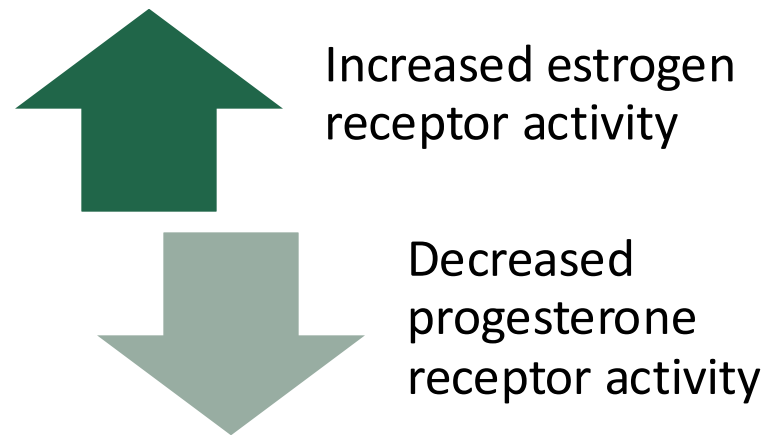 Increased estrogen
receptor activity
Decreased
progesterone
receptor activity